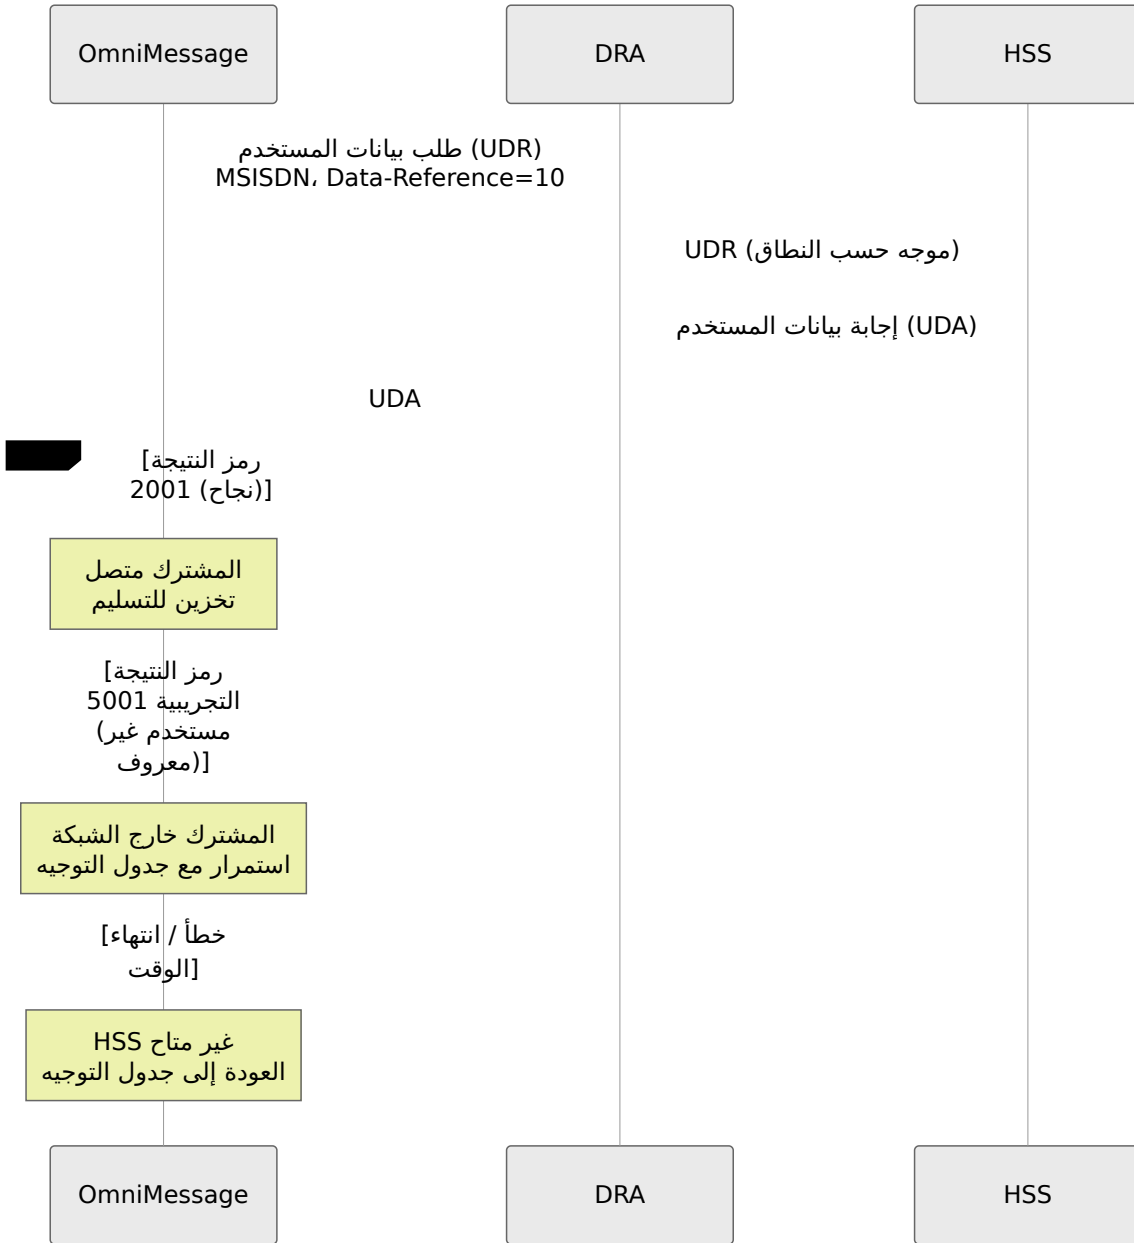 OmniMessage
DRA
HSS
طلب بيانات المستخدم (UDR)
MSISDN، Data-Reference=10
UDR (موجه حسب النطاق)
إجابة بيانات المستخدم (UDA)
UDA
[رمز النتيجة
2001 (نجاح)]
المشترك متصل
تخزين للتسليم
[رمز النتيجة
التجريبية 5001
(مستخدم غير
معروف)]
المشترك خارج الشبكة
استمرار مع جدول التوجيه
[خطأ / انتهاء
الوقت]
HSS غير متاح
العودة إلى جدول التوجيه
OmniMessage
DRA
HSS